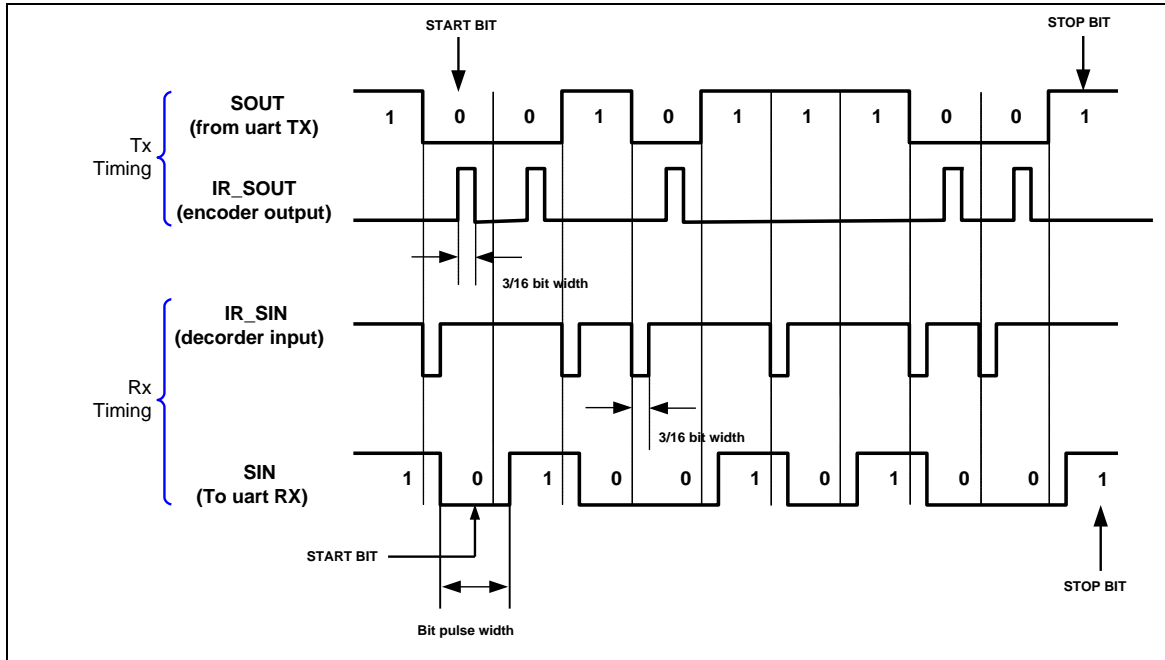 START BIT
STOP BIT
SOUT
(from uart TX)
1 0 0 1 0 1 1 1 0 0 1
Tx
Timing
IR_SOUT
(encoder output)
3/16 bit width
IR_SIN
(decorder input)
Rx
Timing
3/16 bit width
SIN
(To uart RX)
1 0 1 0 0 1 0 1 0 0 1
START BIT
STOP BIT
Bit pulse width